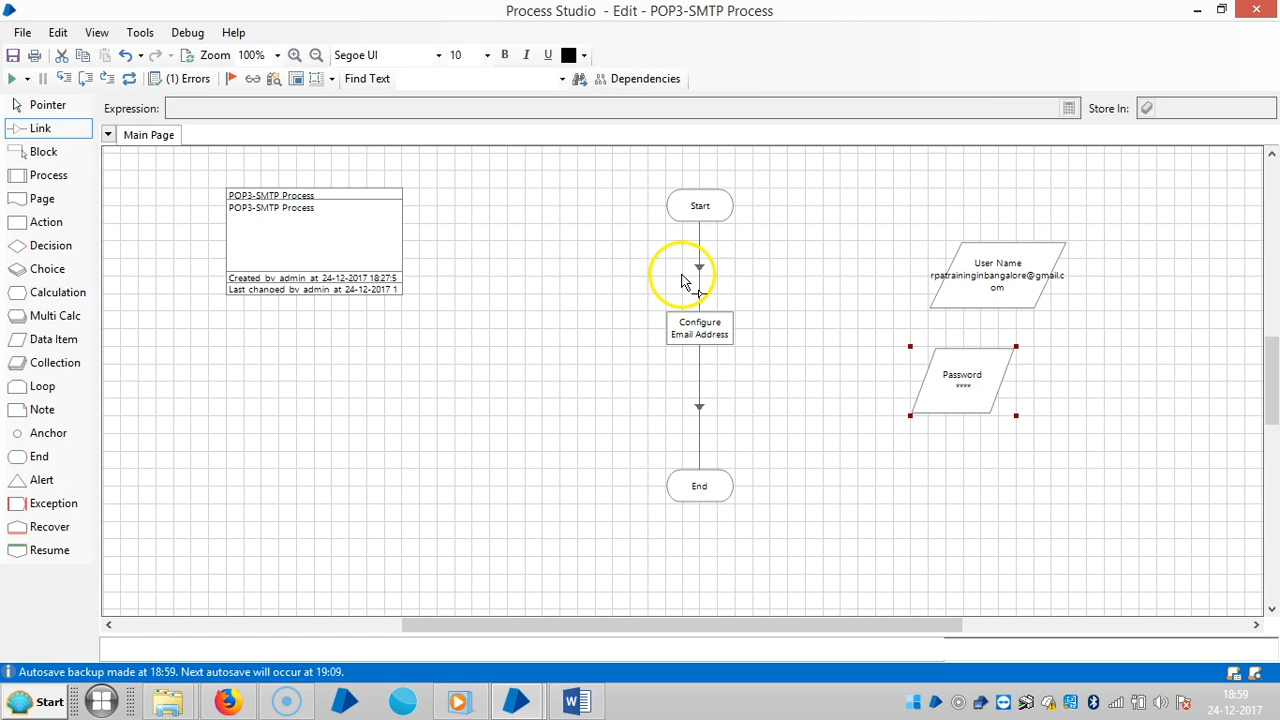 Process Studio - Edit - POP3-SMTP Process
File Edit View Tools Debug Help
Zoom 100% Segoe UI 10 B I U
(1) Errors Find Text Dependencies
Pointer
Link
Block
Process
Page
Action
Decision
Choice
Calculation
Multi Calc
Data Item
Collection
Loop
Note
Anchor
End
Alert
Exception
Recover
Resume
Expression: Store In:
Main Page
POP3-SMTP Process
POP3-SMTP Process
Created by admin at 24-12-2017 18:27:5
Last changed by admin at 24-12-2017 1
Start
Configure
Email Address
End
User Name
rpatraininginbangalore@gmail.c
om
Password
****
Autosave backup made at 18:59. Next autosave will occur at 19:09.
Start
18:59
24-12-2017